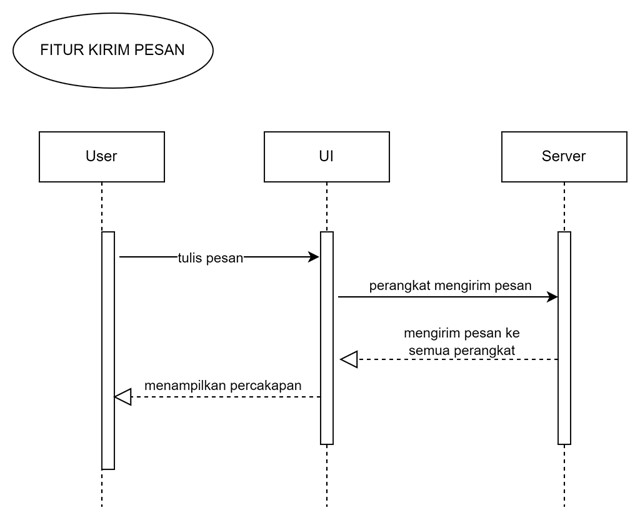 FITUR KIRIM PESAN
User
UI
Server
tulis pesan
perangkat mengirim pesan
mengirim pesan ke
semua perangkat
menampilkan percakapan